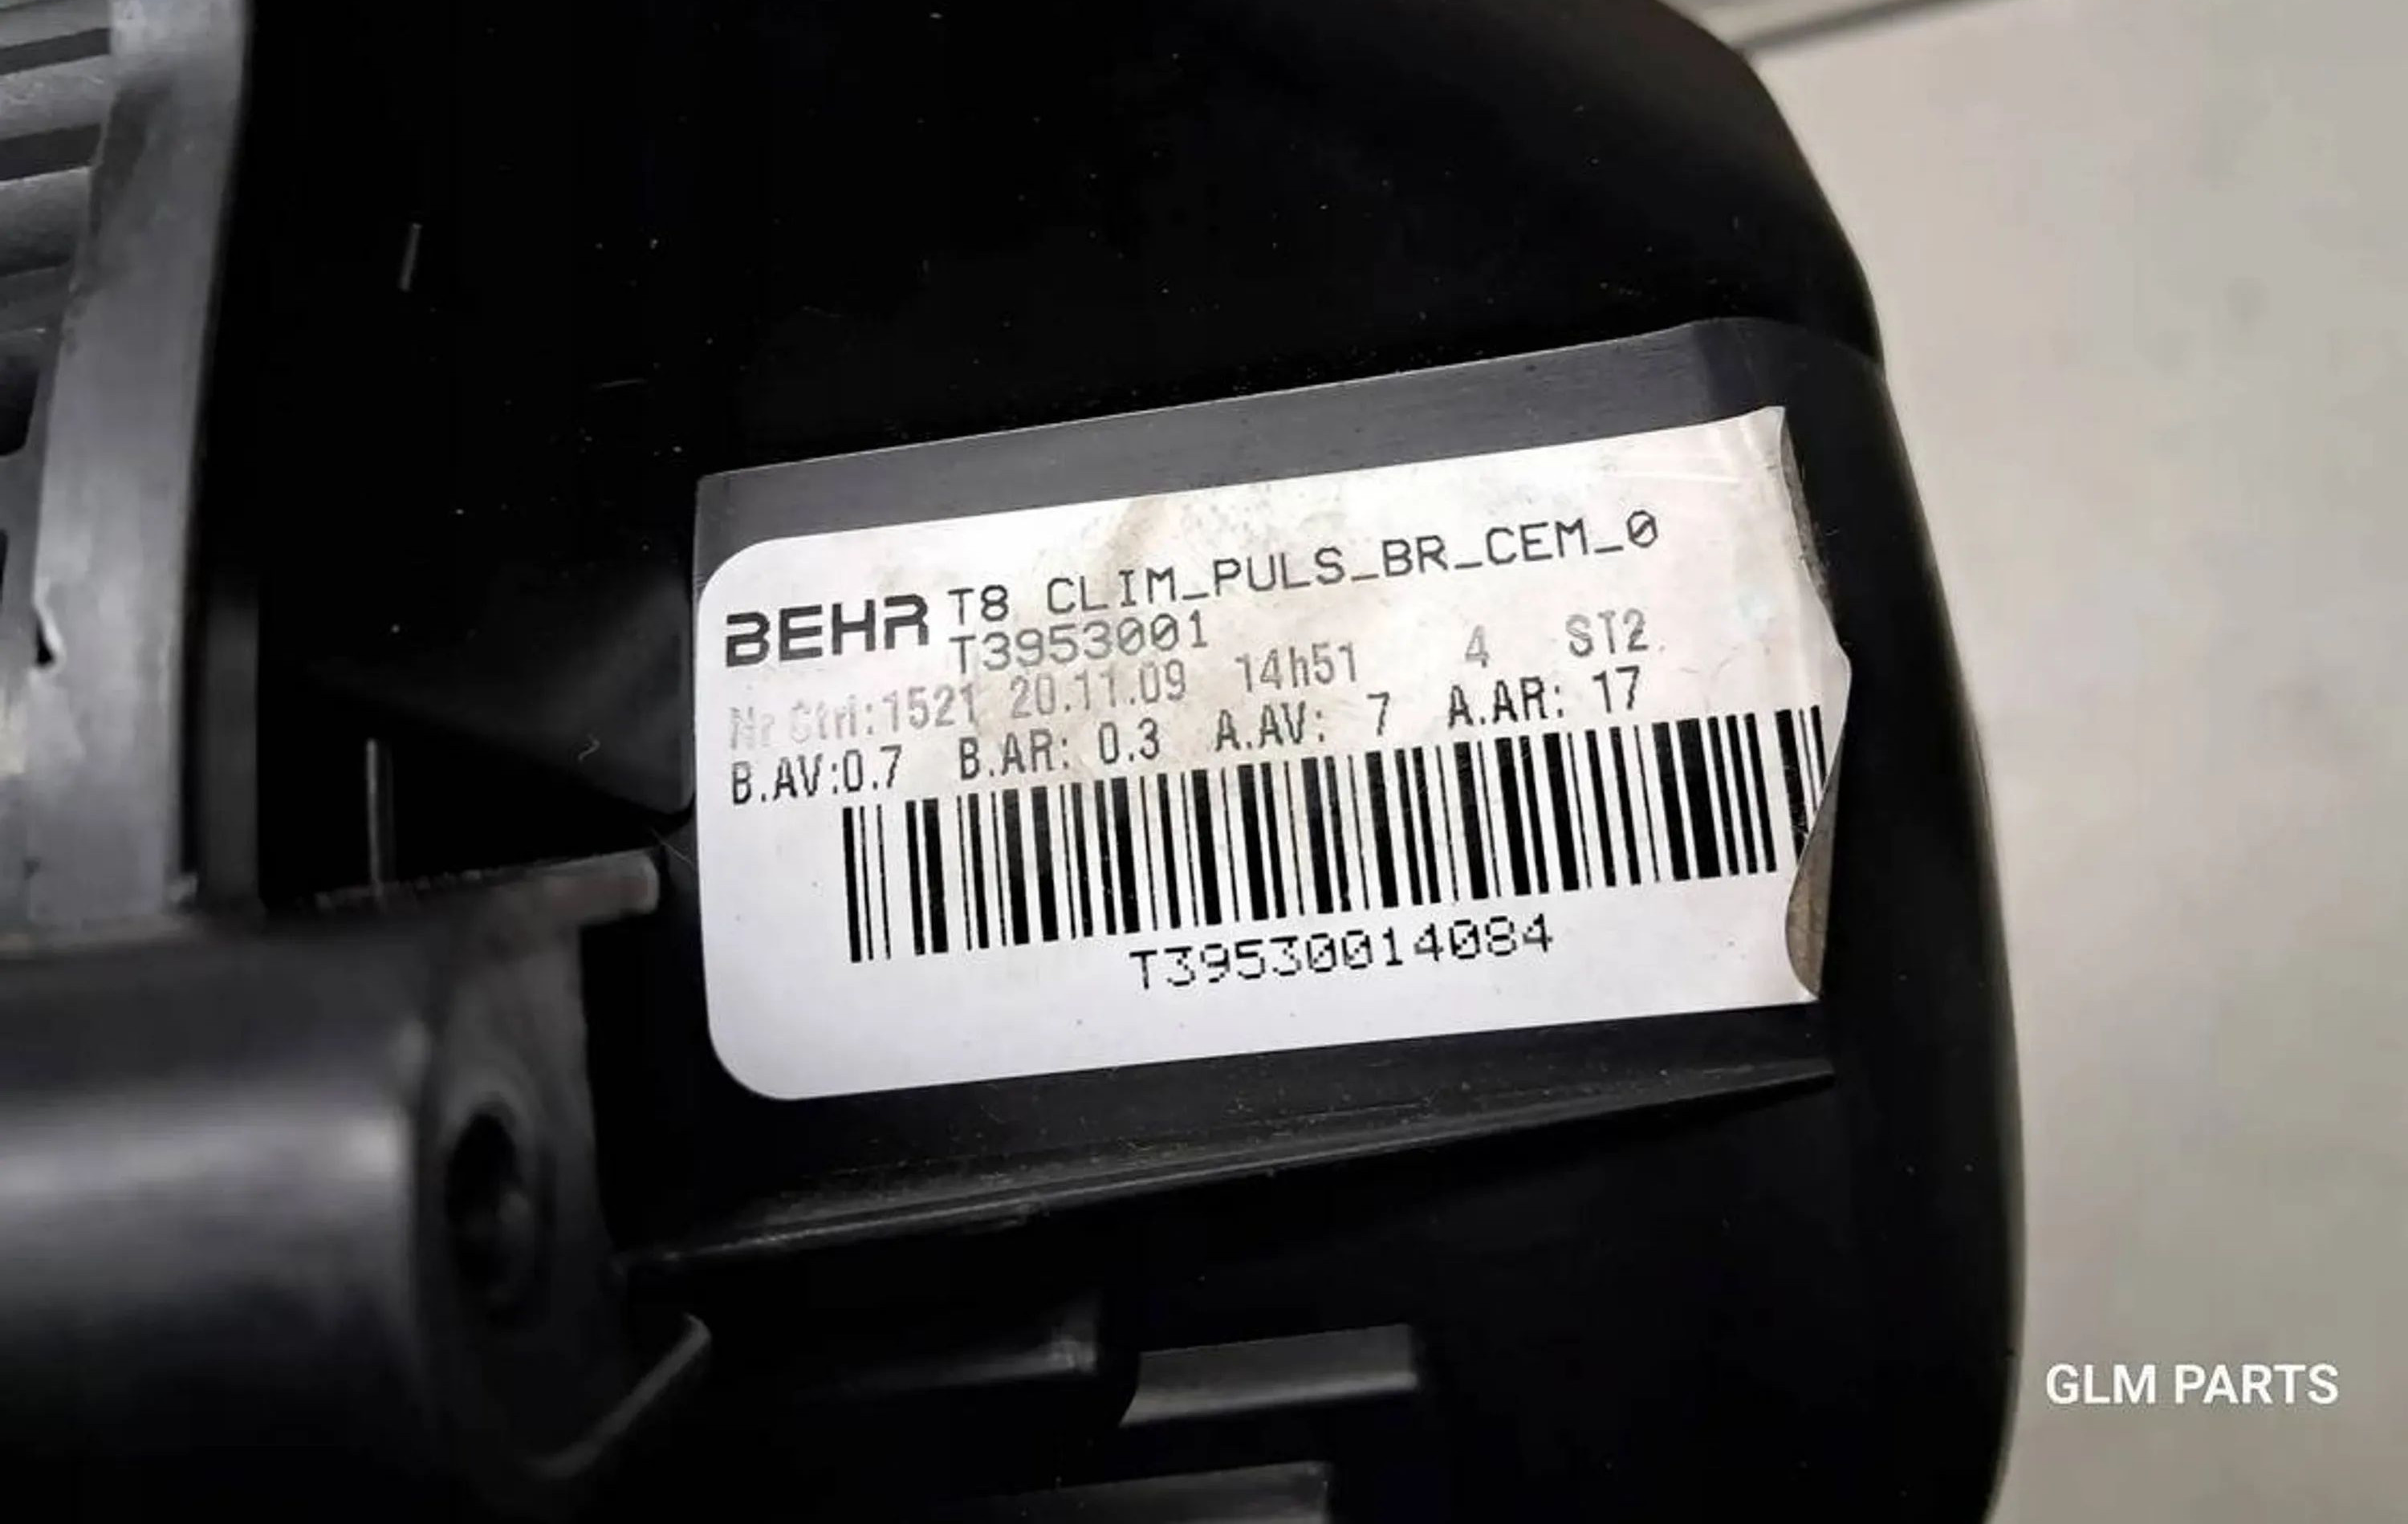 BEHR T8 CLIM_PULS_BR_CEM_0
T3953001
Nr Ctrl:1521 20.11.09 14h51 4 ST2
B.AV:0.7 B.AR: 0.3 A.AV: 7 A.AR: 17
T39530014084
GLM PARTS